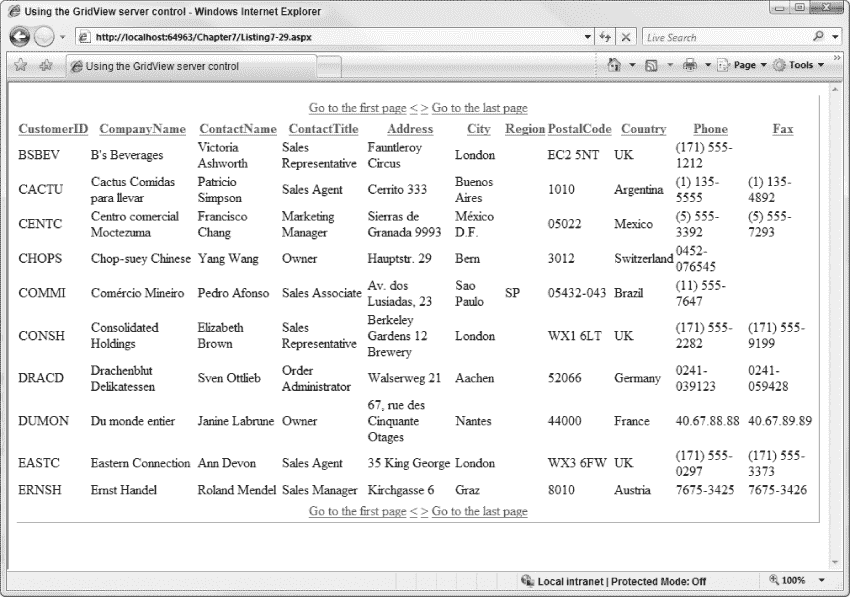 Using the GridView server control - Windows Internet Explorer
http://localhost:64963/Chapter7/Listing7-29.aspx
Live Search
Using the GridView server control
Page
Tools
Go to the first page < > Go to the last page
CustomerID CompanyName ContactName ContactTitle Address City Region PostalCode Country Phone Fax
BSBEV B's Beverages Victoria Ashworth Sales Representative Fauntleroy Circus London EC2 5NT UK (171) 555-1212
CACTU Cactus Comidas para llevar Patricio Simpson Sales Agent Cerrito 333 Buenos Aires 1010 Argentina (1) 135-5555 (1) 135-4892
CENTC Centro comercial Moctezuma Francisco Chang Marketing Manager Sierras de Granada 9993 México D.F. 05022 Mexico (5) 555-3392 (5) 555-7293
CHOPS Chop-suey Chinese Yang Wang Owner Hauptstr. 29 Bern 3012 Switzerland 0452-076545
COMMI Comércio Mineiro Pedro Afonso Sales Associate Av. dos Lusiadas, 23 Sao Paulo SP 05432-043 Brazil (11) 555-7647
CONSH Consolidated Holdings Elizabeth Brown Sales Representative Berkeley Gardens 12 Brewery London WX1 6LT UK (171) 555-2282 (171) 555-9199
DRACD Drachenblut Delikatessen Sven Ottlieb Order Administrator Walserweg 21 Aachen 52066 Germany 0241-039123 0241-059428
DUMON Du monde entier Janine Labrune Owner 67, rue des Cinquante Otages Nantes 44000 France 40.67.88.88 40.67.89.89
EASTC Eastern Connection Ann Devon Sales Agent 35 King George London WX3 6FW UK (171) 555-0297 (171) 555-3373
ERNSH Ernst Handel Roland Mendel Sales Manager Kirchgasse 6 Graz 8010 Austria 7675-3425 7675-3426
Go to the first page < > Go to the last page
Local intranet | Protected Mode: Off
100%